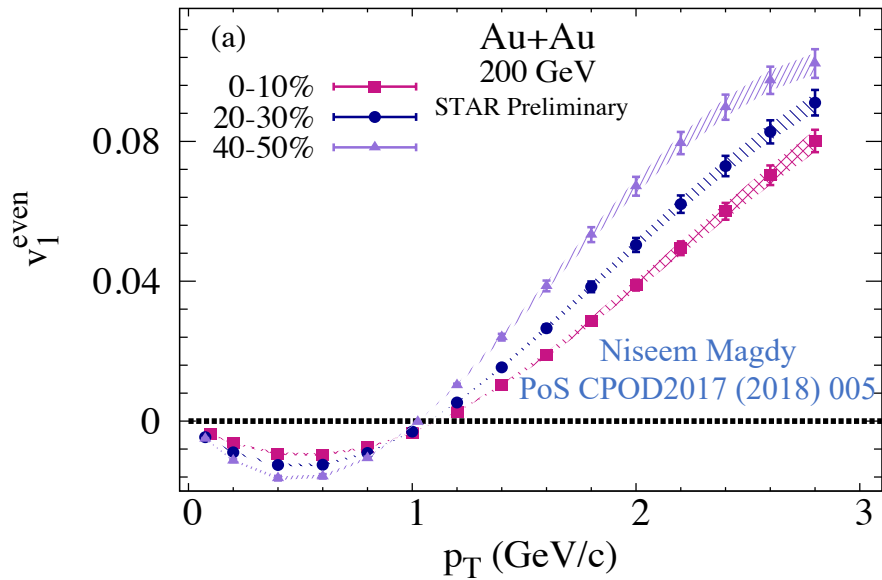 (a)
Au+Au
200 GeV
STAR Preliminary
0-10%
20-30%
40-50%
0.08
0.04
0
v1even
Niseem Magdy
PoS CPOD2017 (2018) 005
0 1 2 3
pT (GeV/c)